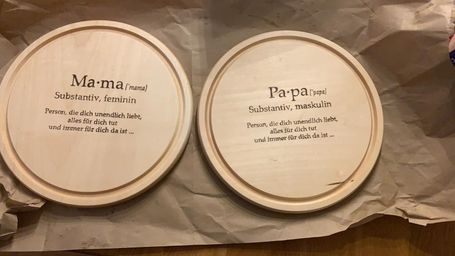 Ma·ma ['mama]
Substantiv, feminin
Person, die dich unendlich liebt,
alles für dich tut
und immer für dich da ist ...
Pa·pa ['papa]
Substantiv, maskulin
Person, die dich unendlich liebt,
alles für dich tut
und immer für dich da ist ...